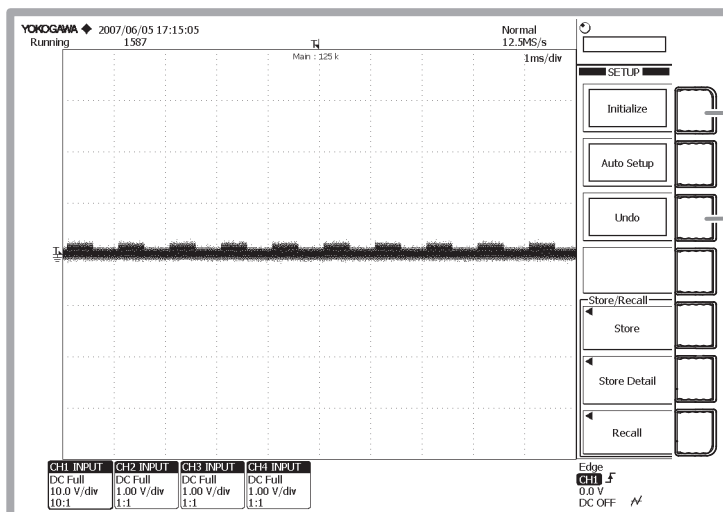 YOKOGAWA ◆ 2007/06/05 17:15:05
Running 1587
Normal
12.5MS/s
T
Main : 125 k
1ms/div
T
SETUP
Initialize
Auto Setup
Undo
Store/Recall
Store
Store Detail
Recall
CH1 INPUT
DC Full
10.0 V/div
10:1
CH2 INPUT
DC Full
1.00 V/div
1:1
CH3 INPUT
DC Full
1.00 V/div
1:1
CH4 INPUT
DC Full
1.00 V/div
1:1
Edge
CH1
0.0 V
DC OFF